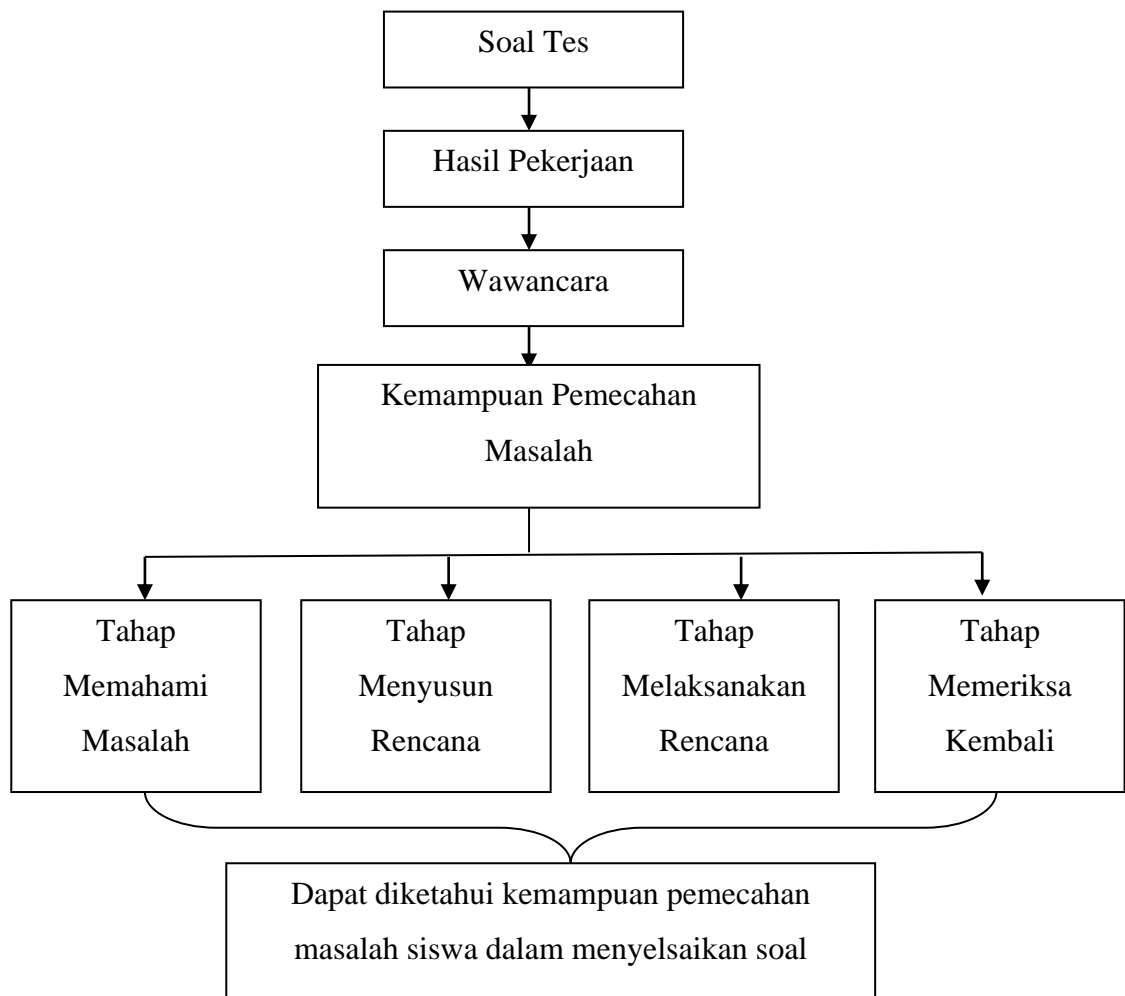 Soal Tes
Hasil Pekerjaan
Wawancara
Kemampuan Pemecahan
Masalah
Tahap
Memahami
Masalah
Tahap
Menyusun
Rencana
Tahap
Melaksanakan
Rencana
Tahap
Memeriksa
Kembali
Dapat diketahui kemampuan pemecahan
masalah siswa dalam menyelsaikan soal